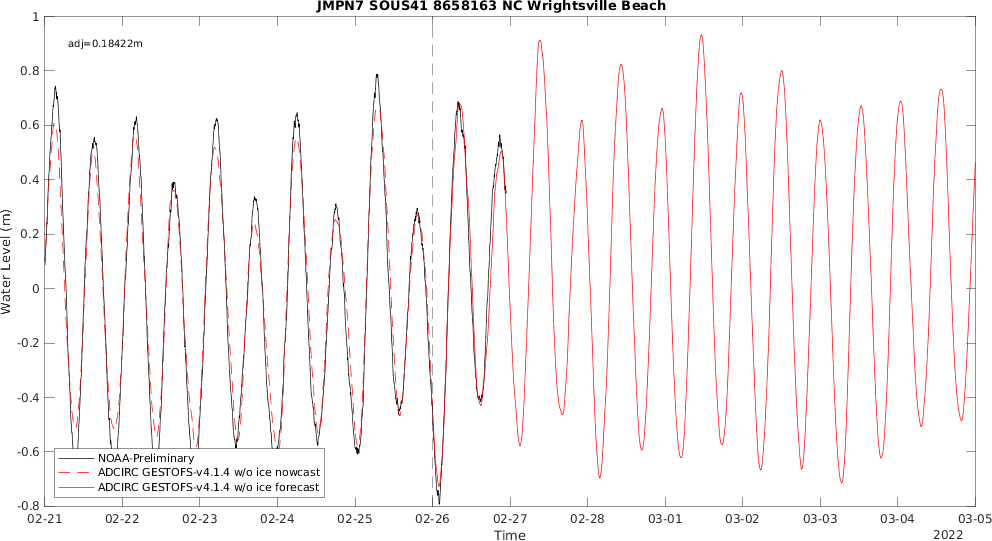 JMPN7 SOUS41 8658163 NC Wrightsville Beach
adj=0.18422m
1
0.8
0.6
0.4
0.2
0
-0.2
-0.4
-0.6
-0.8
Water Level (m)
NOAA-Preliminary
ADCIRC GESTOFS-v4.1.4 w/o ice nowcast
ADCIRC GESTOFS-v4.1.4 w/o ice forecast
02-21 02-22 02-23 02-24 02-25 02-26 02-27 02-28 03-01 03-02 03-03 03-04 03-05
Time
2022